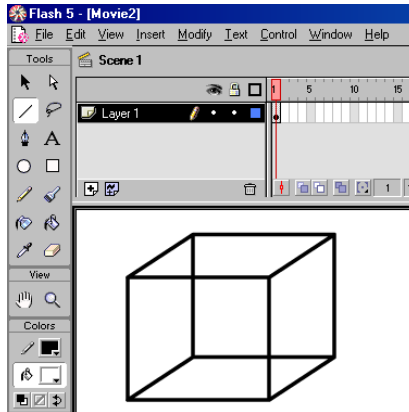 Flash 5 - [Movie2]
File Edit View Insert Modify Text Control Window Help
Tools
Scene 1
1 5 10 15
Layer 1
A
1
View
Colors